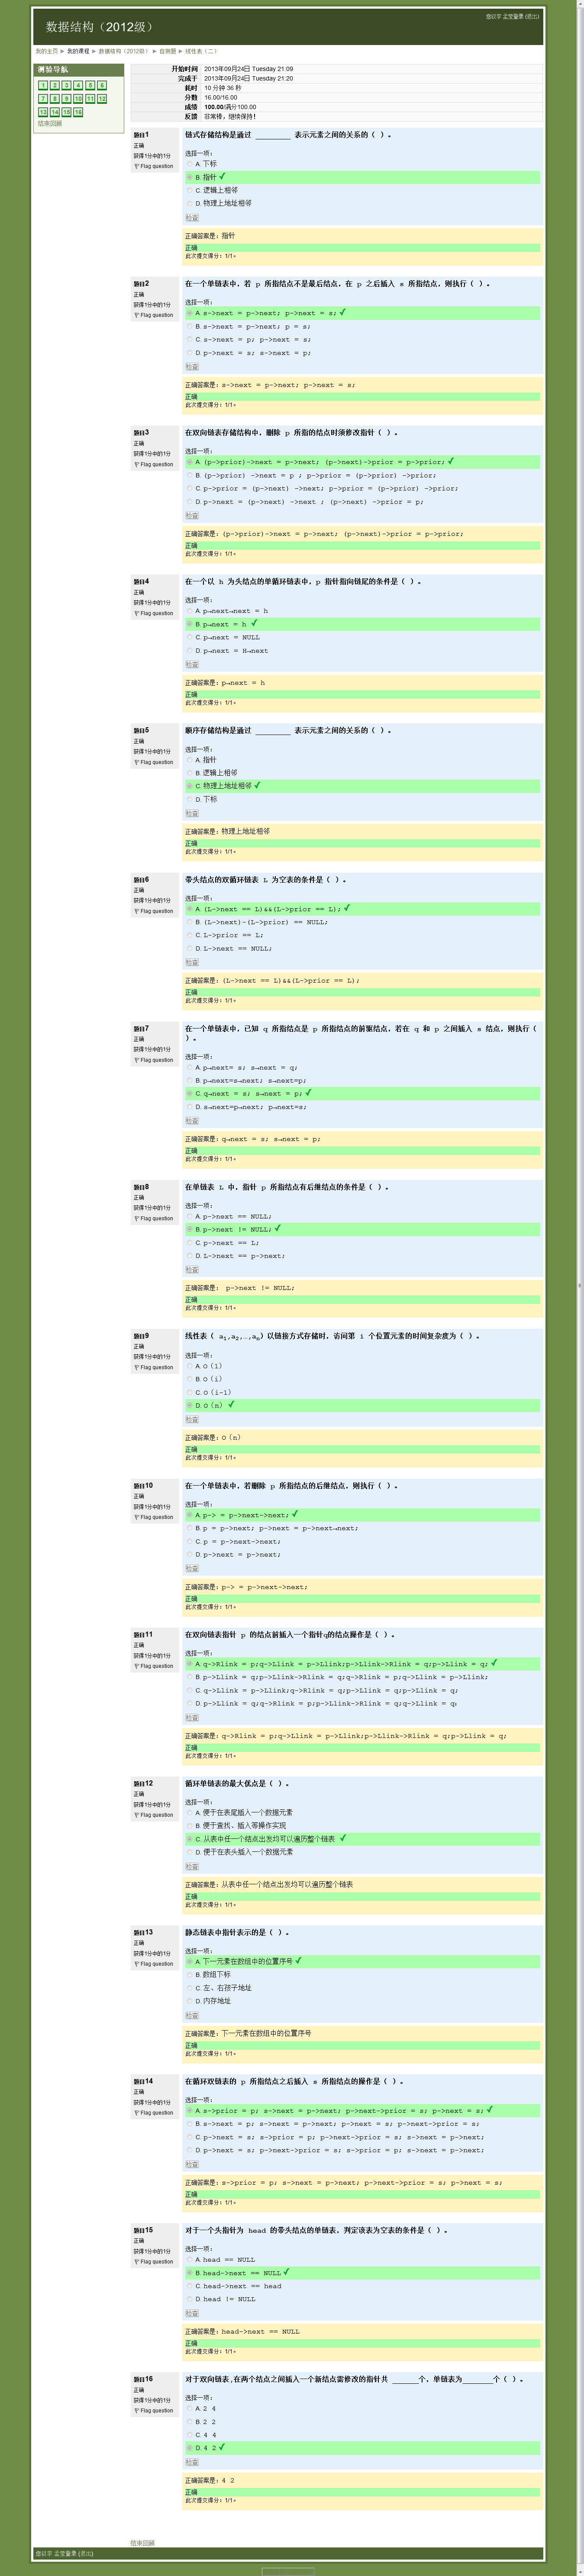 数据结构（2012级）
我的主页 ► 我的课程 ► 数据结构（2012级） ► 自测题 ► 线性表（二）
测验导航
1 2 3 4 5 6
7 8 9 10 11 12
13 14 15 16
结束回顾
开始时间 2013年09月24日 Tuesday 21:09
完成于 2013年09月24日 Tuesday 21:20
耗时 10 分钟 36 秒
分数 16.00/16.00
成绩 100.00/满分100.00
反馈 非常棒，继续保持！
题目1
正确
获得1分中的1分
Flag question
链式存储结构是通过 ________ 表示元素之间的关系的（ ）。
选择一项：
A. 下标
B. 指针 ✓
C. 逻辑上相邻
D. 物理上地址相邻
检查
正确答案是：指针
正确
此次提交得分：1/1。
题目2
正确
获得1分中的1分
Flag question
在一个单链表中，若 p 所指结点不是最后结点，在 p 之后插入 s 所指结点，则执行（ ）。
选择一项：
A. s->next = p->next; p->next = s; ✓
B. s->next = p->next; p = s;
C. s->next = p; p->next = s;
D. p->next = s; s->next = p;
检查
正确答案是：s->next = p->next; p->next = s;
正确
此次提交得分：1/1。
题目3
正确
获得1分中的1分
Flag question
在双向链表存储结构中，删除 p 所指的结点时须修改指针（ ）。
选择一项：
A. (p->prior)->next = p->next; (p->next)->prior = p->prior; ✓
B. (p->prior) ->next = p ; p->prior = (p->prior) ->prior;
C. p->prior = (p->next) ->next; p->prior = (p->prior) ->prior;
D. p->next = (p->next) ->next ; (p->next) ->prior = p;
检查
正确答案是：(p->prior)->next = p->next; (p->next)->prior = p->prior;
正确
此次提交得分：1/1。
题目4
正确
获得1分中的1分
Flag question
在一个以 h 为头结点的单循环链表中，p 指针指向链尾的条件是（ ）。
选择一项：
A. p→next→next = h
B. p→next = h ✓
C. p→next = NULL
D. p→next = H→next
检查
正确答案是：p→next = h
正确
此次提交得分：1/1。
题目5
正确
获得1分中的1分
Flag question
顺序存储结构是通过 ________ 表示元素之间的关系的（ ）。
选择一项：
A. 指针
B. 逻辑上相邻
C. 物理上地址相邻 ✓
D. 下标
检查
正确答案是：物理上地址相邻
正确
此次提交得分：1/1。
题目6
正确
获得1分中的1分
Flag question
带头结点的双循环链表 L 为空表的条件是（ ）。
选择一项：
A. (L->next == L)&&(L->prior == L); ✓
B. (L->next)-(L->prior) == NULL;
C. L->prior == L;
D. L->next == NULL;
检查
正确答案是：(L->next == L)&&(L->prior == L);
正确
此次提交得分：1/1。
题目7
正确
获得1分中的1分
Flag question
在一个单链表中，已知 q 所指结点是 p 所指结点的前驱结点，若在 q 和 p 之间插入 s 结点，则执行（
）。
选择一项：
A. p→next= s; s→next = q;
B. p→next=s→next; s→next=p;
C. q→next = s; s→next = p; ✓
D. s→next=p→next; p→next=s;
检查
正确答案是：q→next = s; s→next = p;
正确
此次提交得分：1/1。
题目8
正确
获得1分中的1分
Flag question
在单链表 L 中，指针 p 所指结点有后继结点的条件是（ ）。
选择一项：
A. p->next == NULL;
B. p->next != NULL; ✓
C. p->next == L;
D. L->next == p->next;
检查
正确答案是： p->next != NULL;
正确
此次提交得分：1/1。
题目9
正确
获得1分中的1分
Flag question
线性表（ a1,a2,…,an）以链接方式存储时，访问第 i 个位置元素的时间复杂度为（ ）。
选择一项：
A. O（1）
B. O（i）
C. O（i-1）
D. O（n） ✓
检查
正确答案是：O（n）
正确
此次提交得分：1/1。
题目10
正确
获得1分中的1分
Flag question
在一个单链表中，若删除 p 所指结点的后继结点，则执行（ ）。
选择一项：
A. p-> = p->next->next; ✓
B. p = p->next; p->next = p->next→next;
C. p = p->next->next;
D. p->next = p->next;
检查
正确答案是：p-> = p->next->next;
正确
此次提交得分：1/1。
题目11
正确
获得1分中的1分
Flag question
在双向链表指针 p 的结点前插入一个指针q的结点操作是（ ）。
选择一项：
A. q->Rlink = p;q->Llink = p->Llink;p->Llink->Rlink = q;p->Llink = q; ✓
B. p->Llink = q;p->Llink->Rlink = q;q->Rlink = p;q->Llink = p->Llink;
C. q->Llink = p->Llink;q->Rlink = q;p->Llink = q;p->Llink = q;
D. p->Llink = q;q->Rlink = p;p->Llink->Rlink = q;q->Llink = q;
检查
正确答案是：q->Rlink = p;q->Llink = p->Llink;p->Llink->Rlink = q;p->Llink = q;
正确
此次提交得分：1/1。
题目12
正确
获得1分中的1分
Flag question
循环单链表的最大优点是（ ）。
选择一项：
A. 便于在表尾插入一个数据元素
B. 便于查找、插入等操作实现
C. 从表中任一个结点出发均可以遍历整个链表 ✓
D. 便于在表头插入一个数据元素
检查
正确答案是：从表中任一个结点出发均可以遍历整个链表
正确
此次提交得分：1/1。
题目13
正确
获得1分中的1分
Flag question
静态链表中指针表示的是（ ）。
选择一项：
A. 下一元素在数组中的位置序号 ✓
B. 数组下标
C. 左、右孩子地址
D. 内存地址
检查
正确答案是：下一元素在数组中的位置序号
正确
此次提交得分：1/1。
题目14
正确
获得1分中的1分
Flag question
在循环双链表的 p 所指结点之后插入 s 所指结点的操作是（ ）。
选择一项：
A. s->prior = p; s->next = p->next; p->next->prior = s; p->next = s; ✓
B. s->next = p; s->next = p->next; p->next = s; p->next->prior = s;
C. p->next = s; s->prior = p; p->next->prior = s; s->next = p->next;
D. p->next = s; p->next->prior = s; s->prior = p; s->next = p->next;
检查
正确答案是：s->prior = p; s->next = p->next; p->next->prior = s; p->next = s;
正确
此次提交得分：1/1。
题目15
正确
获得1分中的1分
Flag question
对于一个头指针为 head 的带头结点的单链表，判定该表为空表的条件是（ ）。
选择一项：
A. head == NULL
B. head->next == NULL ✓
C. head->next == head
D. head != NULL
检查
正确答案是：head->next == NULL
正确
此次提交得分：1/1。
题目16
正确
获得1分中的1分
Flag question
对于双向链表,在两个结点之间插入一个新结点需修改的指针共 ______个，单链表为_______个（ ）。
选择一项：
A. 2 4
B. 2 2
C. 4 4
D. 4 2 ✓
检查
正确答案是：4 2
正确
此次提交得分：1/1。
结束回顾